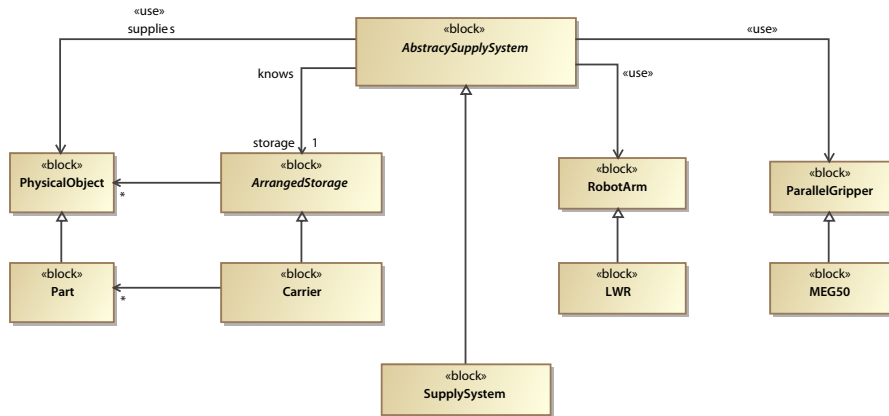 «use»
supplies
«block»
AbstracySupplySystem
«use»
knows
«use»
storage 1
«block»
PhysicalObject
*
«block»
ArrangedStorage
«block»
RobotArm
«block»
ParallelGripper
«block»
Part
*
«block»
Carrier
«block»
LWR
«block»
MEG50
«block»
SupplySystem